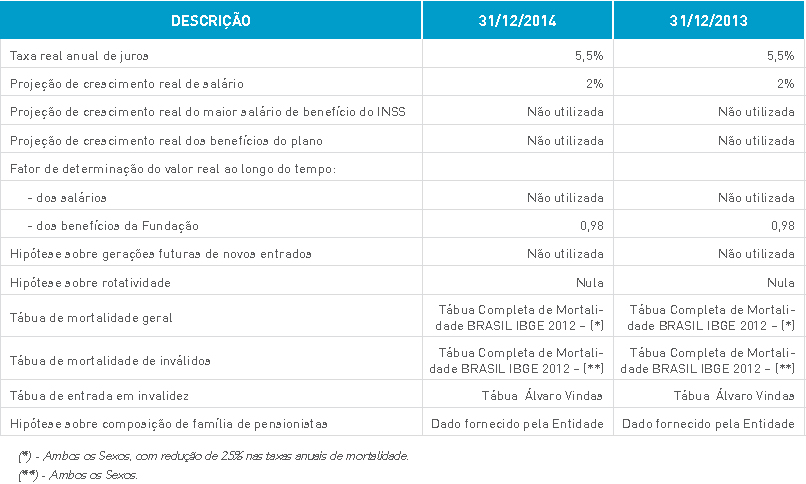 DESCRIÇÃO 31/12/2014 31/12/2013
Taxa real anual de juros 5,5% 5,5%
Projeção de crescimento real de salário 2% 2%
Projeção de crescimento real do maior salário de benefício do INSS Não utilizada Não utilizada
Projeção de crescimento real dos benefícios do plano Não utilizada Não utilizada
Fator de determinação do valor real ao longo do tempo:
- dos salários Não utilizada Não utilizada
- dos benefícios da Fundação 0,98 0,98
Hipótese sobre gerações futuras de novos entrados Não utilizada Não utilizada
Hipótese sobre rotatividade Nula Nula
Tábua de mortalidade geral
Tábua Completa de Mortali-
dade BRASIL IBGE 2012 – (*)
Tábua Completa de Mortali-
dade BRASIL IBGE 2012 – (*)
Tábua de mortalidade de inválidos
Tábua Completa de Mortali-
dade BRASIL IBGE 2012 – (**)
Tábua Completa de Mortali-
dade BRASIL IBGE 2012 – (**)
Tábua de entrada em invalidez Tábua Álvaro Vindas Tábua Álvaro Vindas
Hipótese sobre composição de família de pensionistas Dado fornecido pela Entidade Dado fornecido pela Entidade
(*) - Ambos os Sexos, com redução de 25% nas taxas anuais de mortalidade.
(**) - Ambos os Sexos.